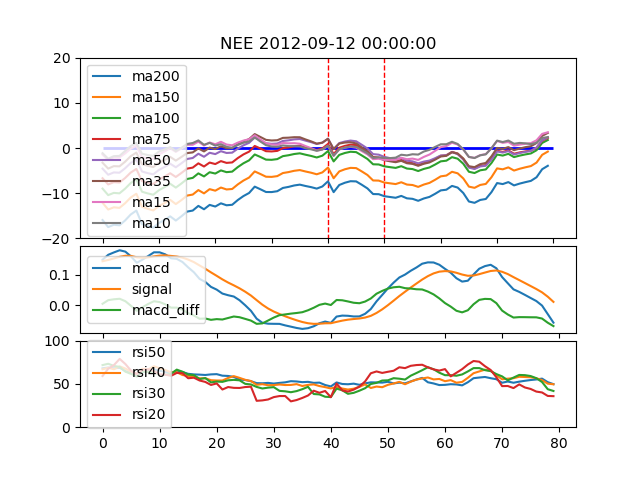 NEE 2012-09-12 00:00:00
20
10
0
−10
−20
ma200
ma150
ma100
ma75
ma50
ma35
ma15
ma10
0.1
0.0
macd
signal
macd_diff
100
50
0
rsi50
rsi40
rsi30
rsi20
0 10 20 30 40 50 60 70 80